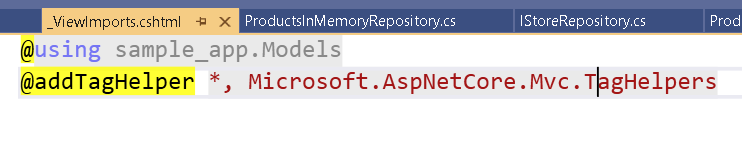 _ViewImports.cshtml ProductsInMemoryRepository.cs IStoreRepository.cs Prod
@using sample_app.Models
@addTagHelper *, Microsoft.AspNetCore.Mvc.TagHelpers